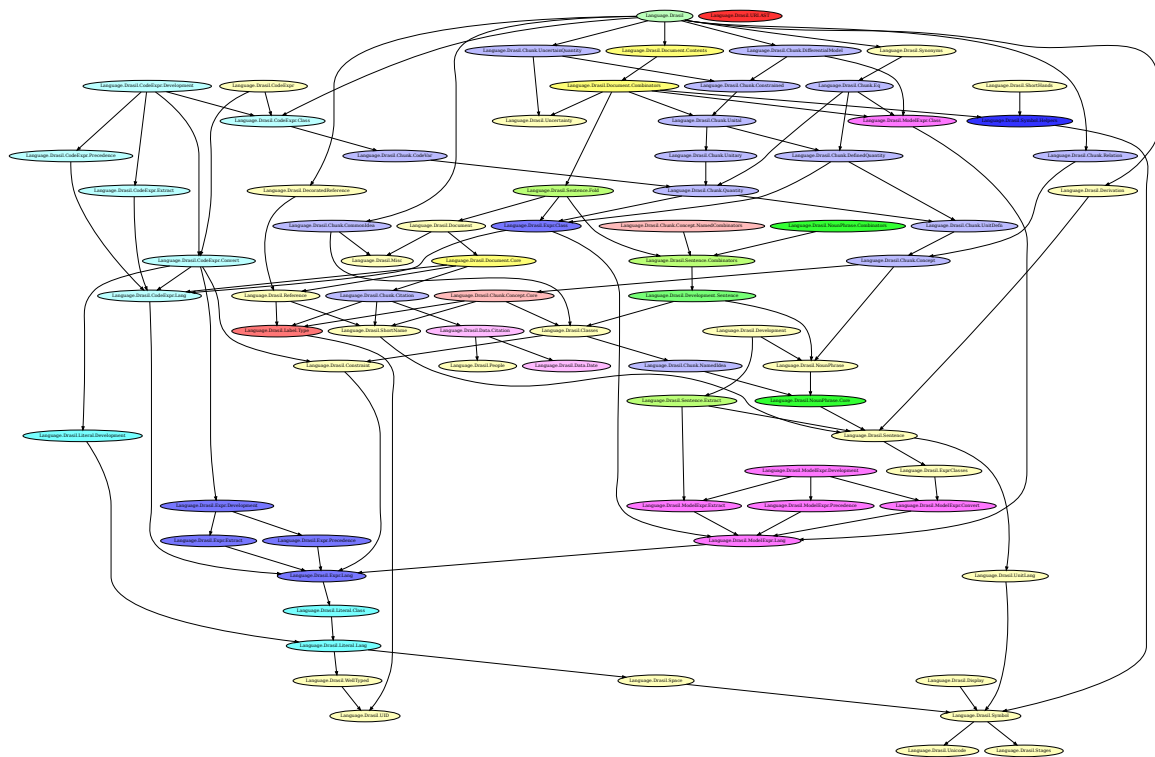 Language.Drasil
Language.Drasil.Chunk.UncertainQuantity
Language.Drasil.Document.Contents
Language.Drasil.Chunk.DifferentialModel
Language.Drasil.Synonyms
Language.Drasil.CodeExpr.Development
Language.Drasil.CodeExpr
Language.Drasil.Document.Combinators
Language.Drasil.Chunk.Constrained
Language.Drasil.Chunk.Eq
Language.Drasil.ShortHands
Language.Drasil.CodeExpr.Class
Language.Drasil.Uncertainty
Language.Drasil.Chunk.Unital
Language.Drasil.ModelExpr.Class
Language.Drasil.Symbol.Helpers
Language.Drasil.CodeExpr.Precedence
Language.Drasil.Chunk.CodeVar
Language.Drasil.Chunk.Unitary
Language.Drasil.Chunk.DefinedQuantity
Language.Drasil.Chunk.Relation
Language.Drasil.CodeExpr.Extract
Language.Drasil.DecoratedReference
Language.Drasil.Sentence.Fold
Language.Drasil.Chunk.Quantity
Language.Drasil.Derivation
Language.Drasil.Chunk.CommonIdea
Language.Drasil.Document
Language.Drasil.Expr.Class
Language.Drasil.Chunk.Concept.NamedCombinators
Language.Drasil.NounPhrase.Combinators
Language.Drasil.Chunk.UnitDefn
Language.Drasil.CodeExpr.Convert
Language.Drasil.Misc
Language.Drasil.Document.Core
Language.Drasil.Sentence.Combinators
Language.Drasil.Chunk.Concept
Language.Drasil.CodeExpr.Lang
Language.Drasil.Reference
Language.Drasil.Chunk.Citation
Language.Drasil.Chunk.Concept.Core
Language.Drasil.Development.Sentence
Language.Drasil.Label.Type
Language.Drasil.ShortName
Language.Drasil.Data.Citation
Language.Drasil.Classes
Language.Drasil.Development
Language.Drasil.Constraint
Language.Drasil.People
Language.Drasil.Data.Date
Language.Drasil.Chunk.NamedIdea
Language.Drasil.NounPhrase
Language.Drasil.Sentence.Extract
Language.Drasil.NounPhrase.Core
Language.Drasil.Literal.Development
Language.Drasil.Sentence
Language.Drasil.ModelExpr.Development
Language.Drasil.ExprClasses
Language.Drasil.Expr.Development
Language.Drasil.ModelExpr.Extract
Language.Drasil.ModelExpr.Precedence
Language.Drasil.ModelExpr.Convert
Language.Drasil.Expr.Extract
Language.Drasil.Expr.Precedence
Language.Drasil.ModelExpr.Lang
Language.Drasil.Expr.Lang
Language.Drasil.UnitLang
Language.Drasil.Literal.Class
Language.Drasil.Literal.Lang
Language.Drasil.WellTyped
Language.Drasil.Space
Language.Drasil.Display
Language.Drasil.UID
Language.Drasil.Symbol
Language.Drasil.Unicode
Language.Drasil.Stages